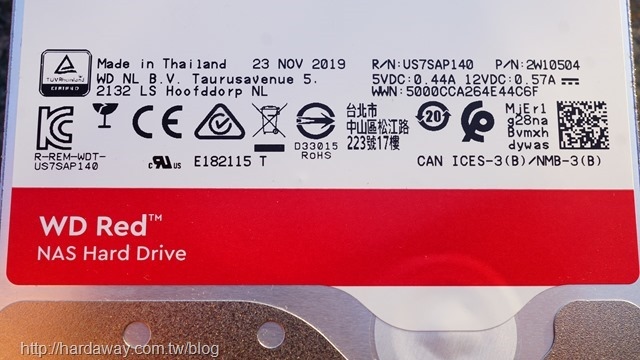 Made in Thailand 23 NOV 2019 R/N:US7SAP140 P/N:2W10504
WD NL B.V. Taurusavenue 5. 5VDC:0.44A 12VDC:0.57A
2132 LS Hoofddorp NL WWN:5000CCA264E44C6F
TÜVRheinland
CERTIFIED
R-REM-WDT-
US7SAP140
E182115 T
D33015
RoHS
台北市
中山區松江路
223號17樓
20
MjEr1
g28na
Bvmxh
dywas
CAN ICES-3(B)/NMB-3(B)
WD Red™
NAS Hard Drive
http://hardaway.com.tw/blog